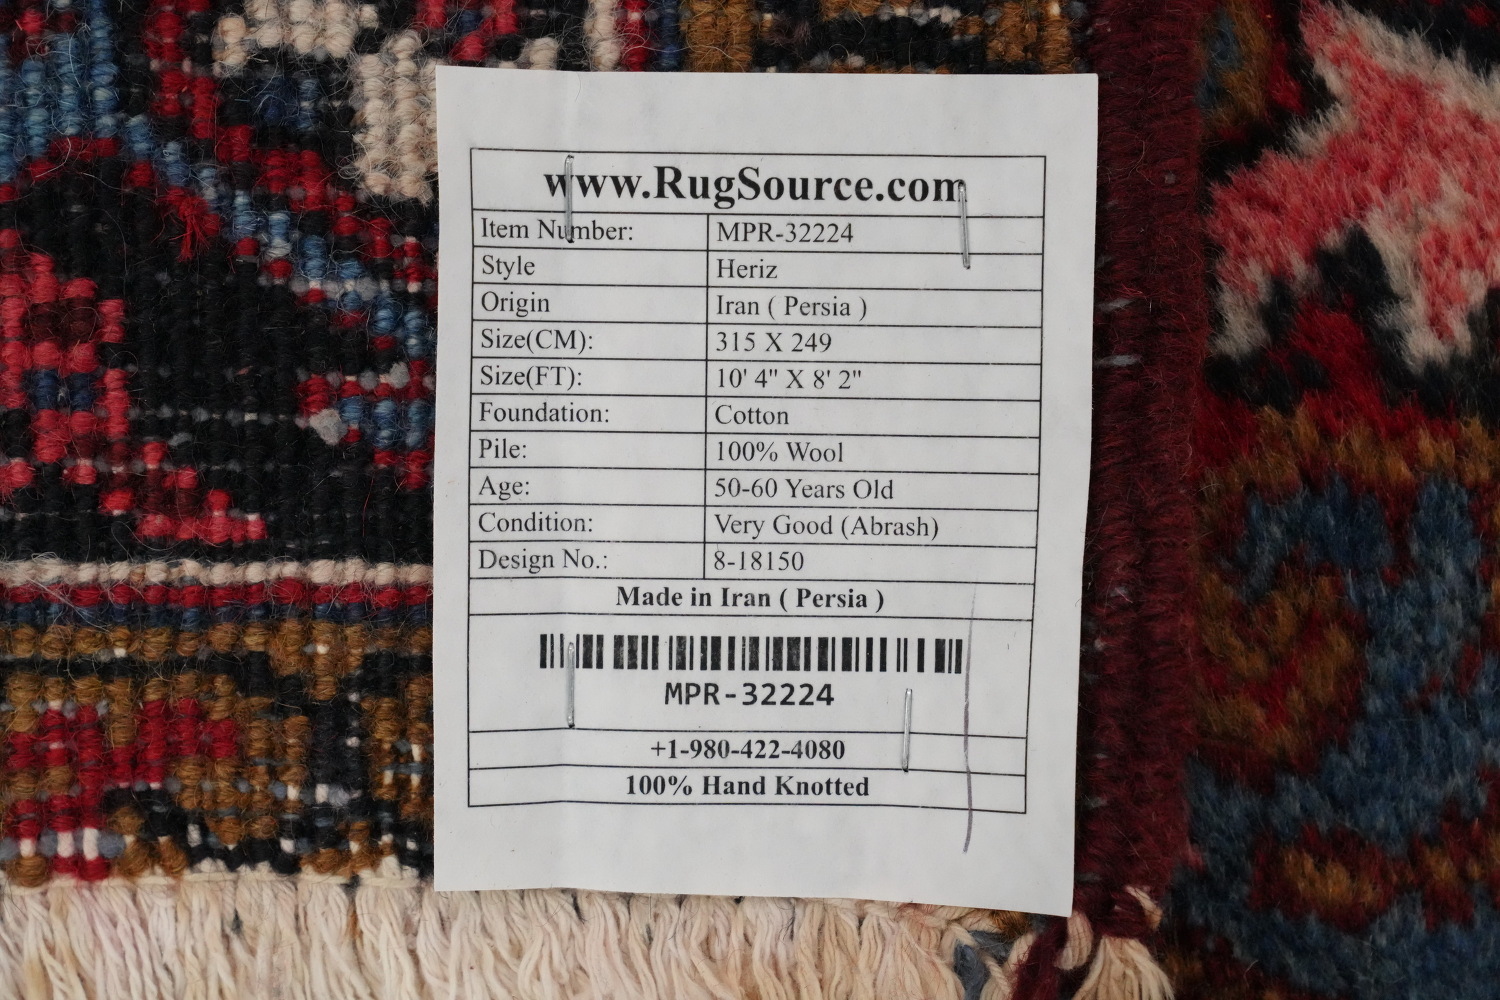 www.RugSource.com
Item Number: MPR-32224
Style Heriz
Origin Iran ( Persia )
Size(CM): 315 X 249
Size(FT): 10' 4" X 8' 2"
Foundation: Cotton
Pile: 100% Wool
Age: 50-60 Years Old
Condition: Very Good (Abrash)
Design No.: 8-18150
Made in Iran ( Persia )
MPR-32224
+1-980-422-4080
100% Hand Knotted